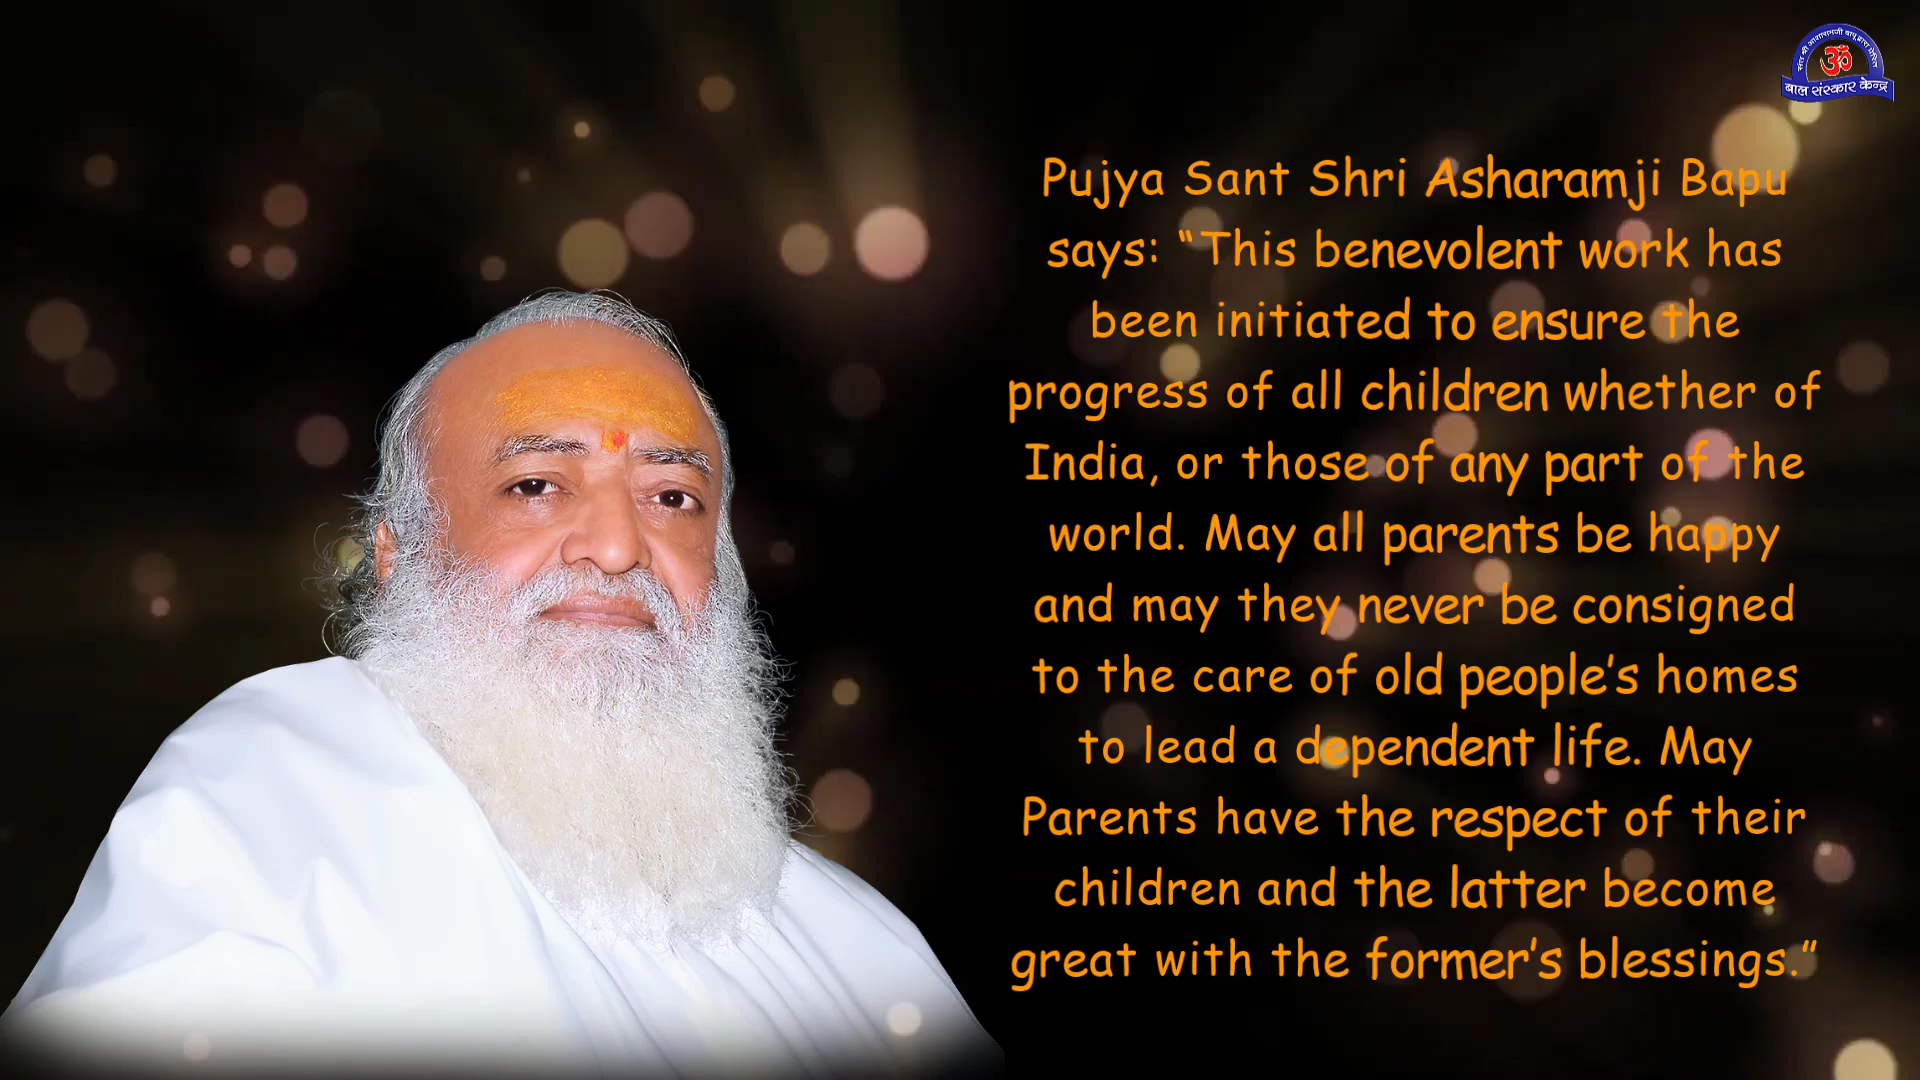 संत श्री आशारामजी बापू द्वारा प्रेरित
ॐ
बाल संस्कार केन्द्र
Pujya Sant Shri Asharamji Bapu
says: “This benevolent work has
been initiated to ensure the
progress of all children whether of
India, or those of any part of the
world. May all parents be happy
and may they never be consigned
to the care of old people’s homes
to lead a dependent life. May
Parents have the respect of their
children and the latter become
great with the former’s blessings.”